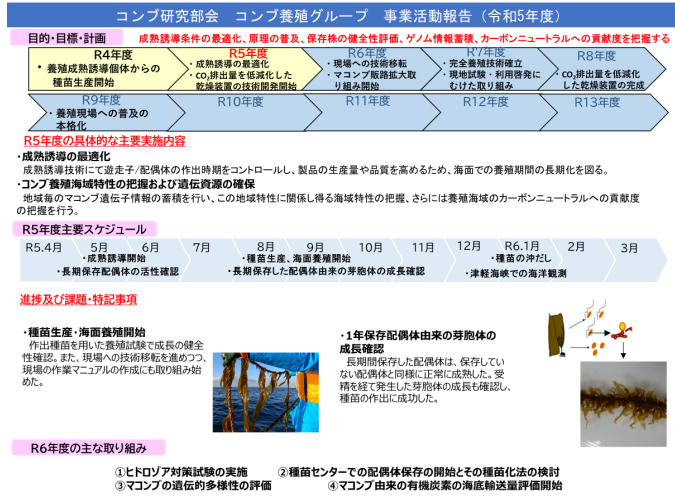 コンブ研究部会　コンブ養殖グループ　事業活動報告（令和5年度）
目的・目標・計画
成熟誘導条件の最適化、原理の普及、保存株の健全性評価、ゲノム情報蓄積、カーボンニュートラルへの貢献度を把握する
R4年度
・養殖成熟誘導個体からの
種苗生産開始
R5年度
・成熟誘導の最適化
・CO2排出量を低減化した
乾燥装置の技術開発開始
R6年度
・現場への技術移転
・マコンブ販路拡大取
り組み開始
R7年度
・完全養殖技術確立
・現地試験・利用啓発に
むけた取り組み
R8年度
・CO2排出量を低減化
した乾燥装置の完成
R9年度
・養殖現場への普及の
本格化
R10年度
R11年度
R12年度
R13年度
R5年度の具体的な主要実施内容
・成熟誘導の最適化
成熟誘導技術にて遊走子/配偶体の作出時期をコントロールし、製品の生産量や品質を高めるため、海面での養殖期間の長期化を図る。
・コンブ養殖海域特性の把握および遺伝資源の確保
地域毎のマコンブ遺伝子情報の蓄積を行い、この地域特性に関係し得る海域特性の把握、さらには養殖海域のカーボンニュートラルへの貢献度
の把握を行う。
R5年度主要スケジュール
R5.4月
5月
6月
7月
8月
9月
10月
11月
12月
R6.1月
2月
3月
・成熟誘導開始
・種苗生産、海面養殖開始
・種苗の沖だし
・長期保存配偶体の活性確認
・長期保存した配偶体由来の芽胞体の成長確認
・津軽海峡での海洋観測
進捗及び課題・特記事項
・種苗生産・海面養殖開始
作出種苗を用いた養殖試験で成長の健全
性確認。また、現場への技術移転を進めつつ、
現場の作業マニュアルの作成にも取り組み始
めた。
・1年保存配偶体由来の芽胞体の
成長確認
長期間保存した配偶体は、保存してい
ない配偶体と同様に正常に成熟した。受
精を経て発生した芽胞体の成長も確認し、
種苗の作出に成功した。
R6年度の主な取り組み
①ヒドロゾア対策試験の実施
②種苗センターでの配偶体保存の開始とその種苗化法の検討
③マコンブの遺伝的多様性の評価
④マコンブ由来の有機炭素の海底輸送量評価開始